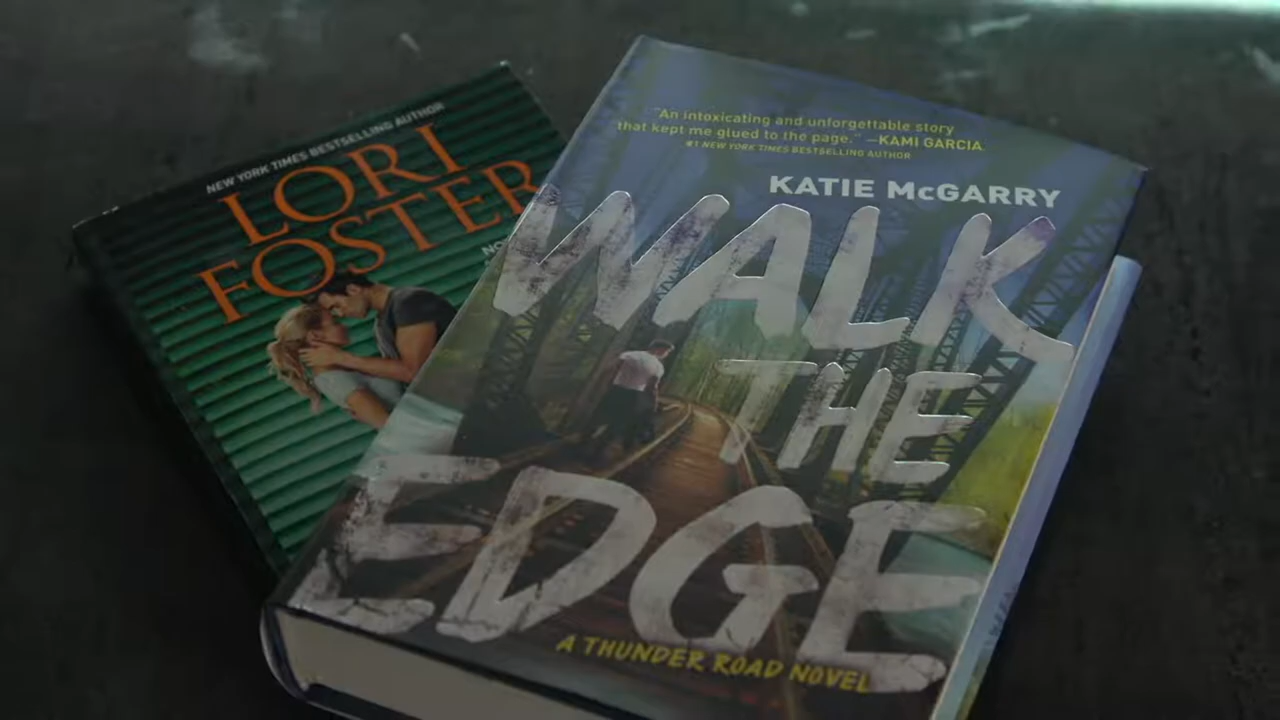 NEW YORK TIMES BESTSELLING AUTHOR
LORI
FOSTER
NO
"An intoxicating and unforgettable story
that kept me glued to the page." —KAMI GARCIA,
#1 NEW YORK TIMES BESTSELLING AUTHOR
KATIE McGARRY
WALK
THE
EDGE
A THUNDER ROAD NOVEL